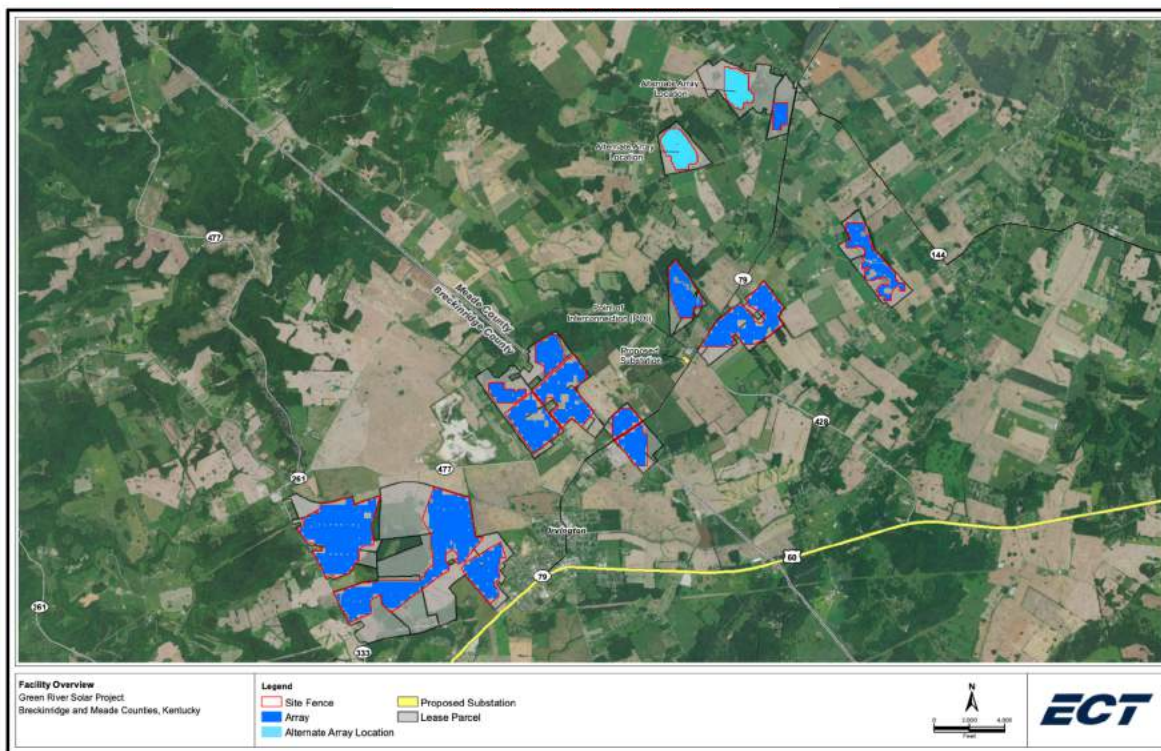 Alternate Array
Location
Alternate Array
Location
477
144
79
Meade County
Breckinridge County
Point of
Interconnection (POI)
Proposed
Substation
428
477
261
Irvington
60
79
261
333
Facility Overview
Green River Solar Project
Breckinridge and Meade Counties, Kentucky
Legend
Site Fence
Array
Alternate Array Location
Proposed Substation
Lease Parcel
N
0 2,000 4,000
Feet
ECT